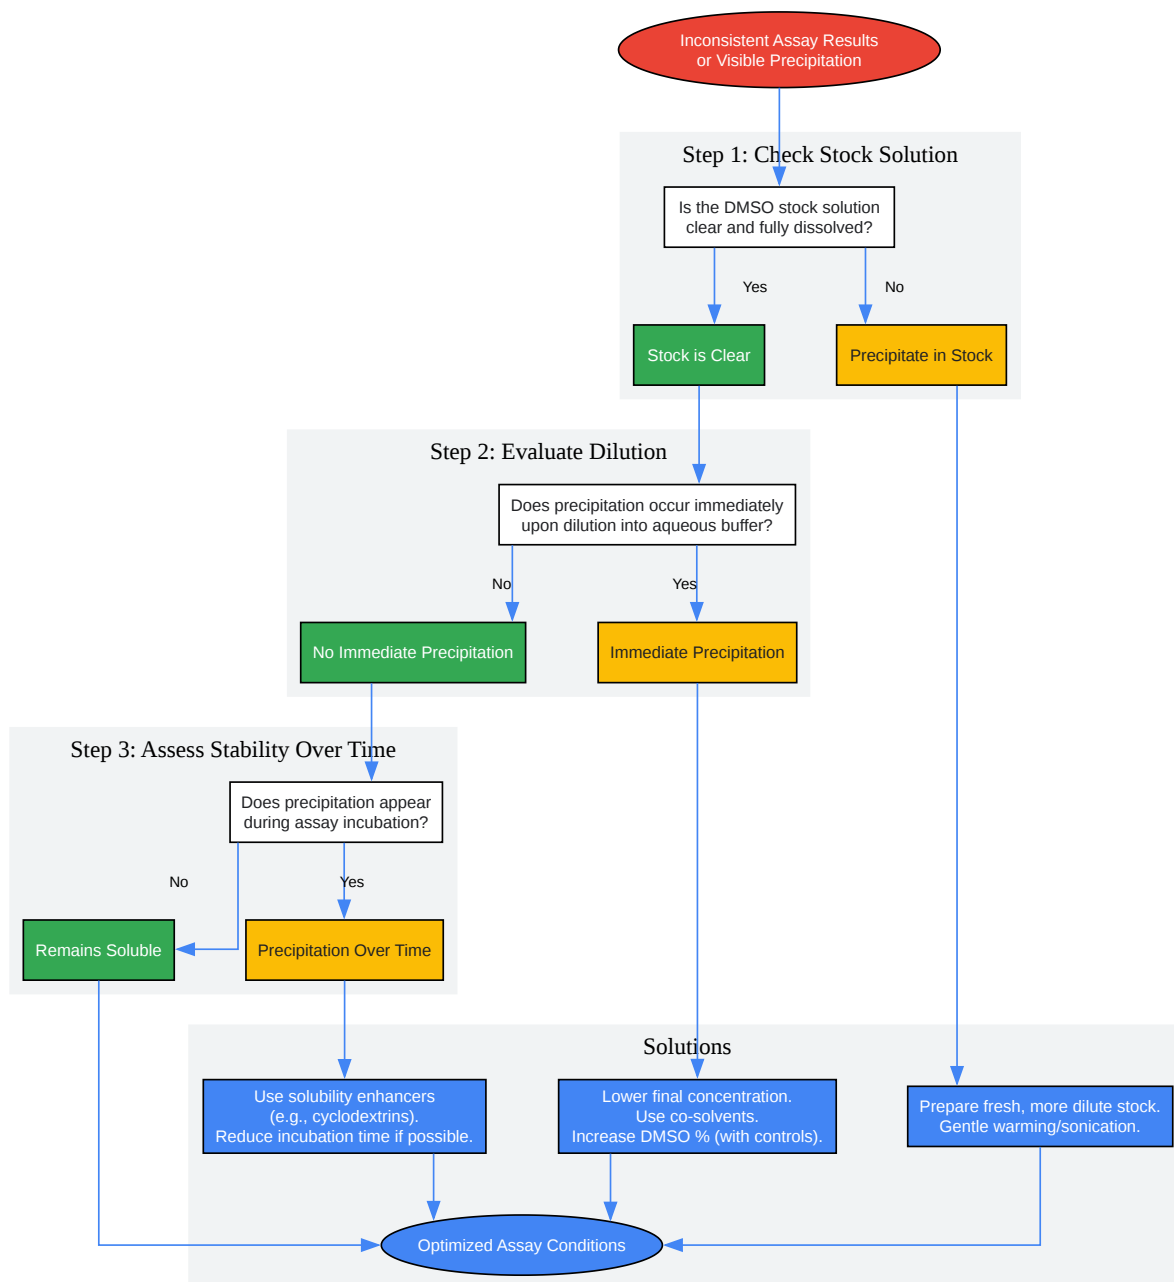 Inconsistent Assay Results
or Visible Precipitation
Step 1: Check Stock Solution
Is the DMSO stock solution
clear and fully dissolved?
Yes
No
Stock is Clear
Precipitate in Stock
Step 2: Evaluate Dilution
Does precipitation occur immediately
upon dilution into aqueous buffer?
No
Yes
No Immediate Precipitation
Immediate Precipitation
Step 3: Assess Stability Over Time
Does precipitation appear
during assay incubation?
No
Yes
Remains Soluble
Precipitation Over Time
Solutions
Use solubility enhancers
(e.g., cyclodextrins).
Reduce incubation time if possible.
Lower final concentration.
Use co-solvents.
Increase DMSO % (with controls).
Prepare fresh, more dilute stock.
Gentle warming/sonication.
Optimized Assay Conditions